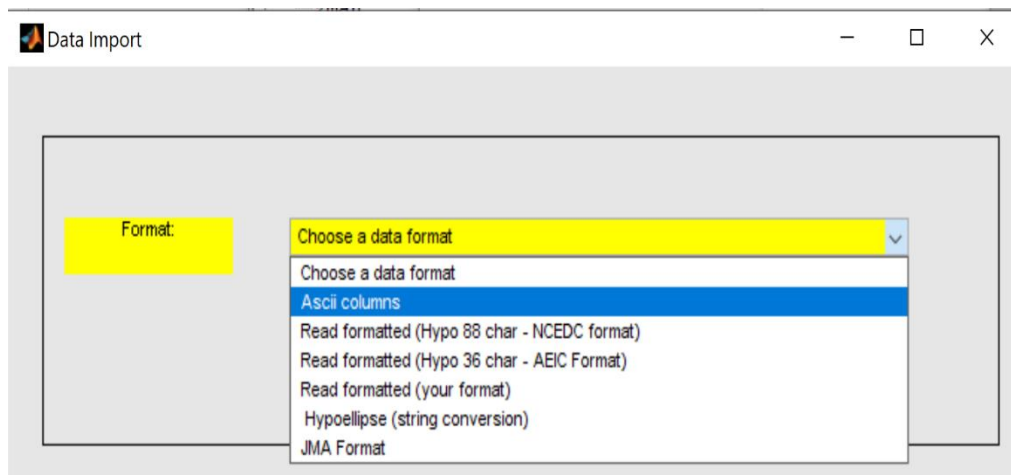 Data Import
Format:
Choose a data format
Choose a data format
Ascii columns
Read formatted (Hypo 88 char - NCEDC format)
Read formatted (Hypo 36 char - AEIC Format)
Read formatted (your format)
Hypoellipse (string conversion)
JMA Format